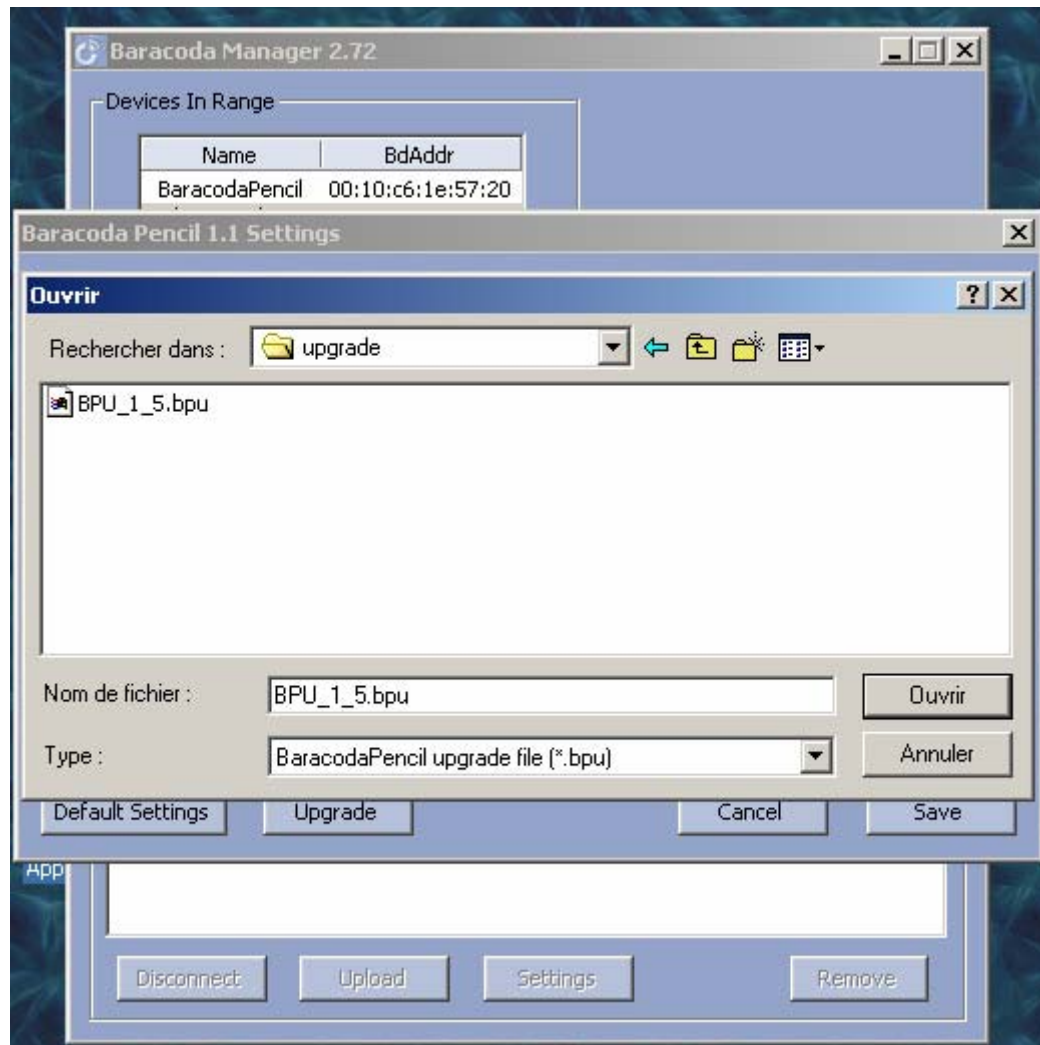 Baracoda Manager 2.72
Devices In Range
Name BdAddr
BaracodaPencil 00:10:c6:1e:57:20
Baracoda Pencil 1.1 Settings
Ouvrir
Rechercher dans : upgrade
BPU_1_5.bpu
Nom de fichier : BPU_1_5.bpu Ouvrir
Type : BaracodaPencil upgrade file (*.bpu) Annuler
Default Settings Upgrade Cancel Save
App
Disconnect Upload Settings Remove